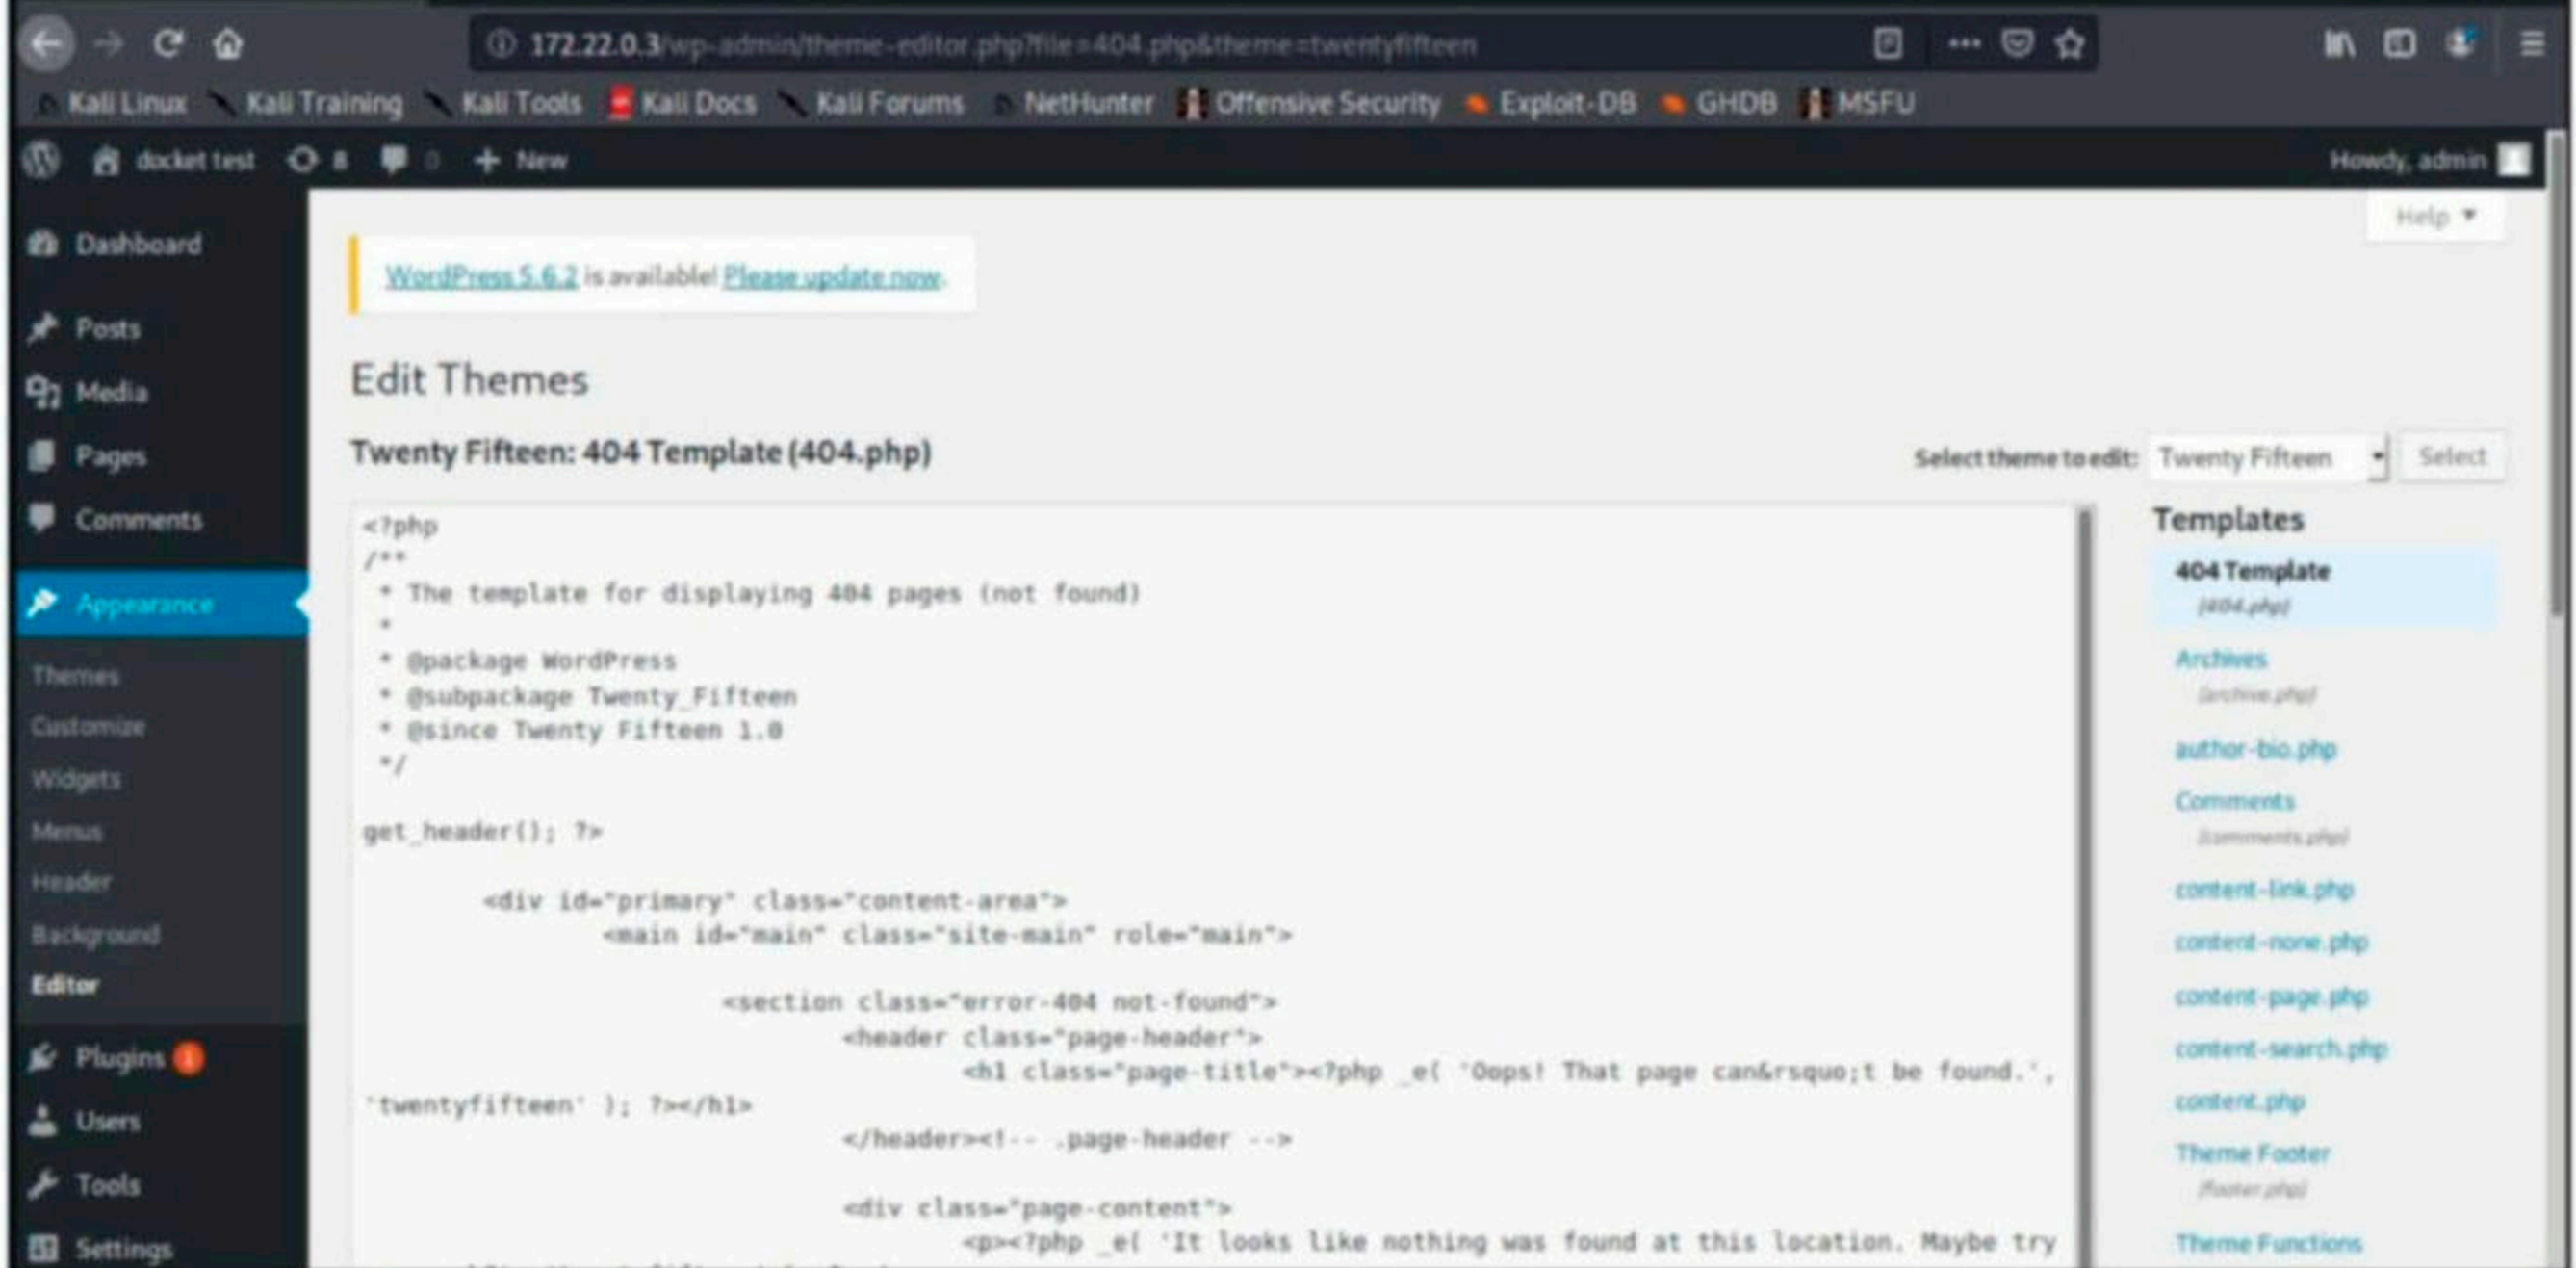 172.22.0.3/wp-admin/theme-editor.php?file=404.php&theme=twentyfifteen
Kali Linux Kali Training Kali Tools Kali Docs Kali Forums NetHunter Offensive Security Exploit-DB GHDB MSFU
docket test 8 0 + New Howdy, admin
Help
Dashboard
WordPress 5.6.2 is available! Please update now.
Posts
Media
Pages
Comments
Appearance
Themes
Customize
Widgets
Menus
Header
Background
Editor
Plugins 1
Users
Tools
Settings
Edit Themes
Twenty Fifteen: 404 Template (404.php)
Select theme to edit: Twenty Fifteen Select
<?php
/**
* The template for displaying 404 pages (not found)
*
* @package WordPress
* @subpackage Twenty_Fifteen
* @since Twenty Fifteen 1.0
*/
get_header(); ?>
<div id="primary" class="content-area">
<main id="main" class="site-main" role="main">
<section class="error-404 not-found">
<header class="page-header">
<h1 class="page-title"><?php _e( 'Oops! That page can&rsquo;t be found.',
'twentyfifteen' ); ?></h1>
</header><!-- .page-header -->
<div class="page-content">
<p><?php _e( 'It looks like nothing was found at this location. Maybe try
Templates
404 Template
(404.php)
Archives
(archive.php)
author-bio.php
Comments
(comments.php)
content-link.php
content-none.php
content-page.php
content-search.php
content.php
Theme Footer
(footer.php)
Theme Functions